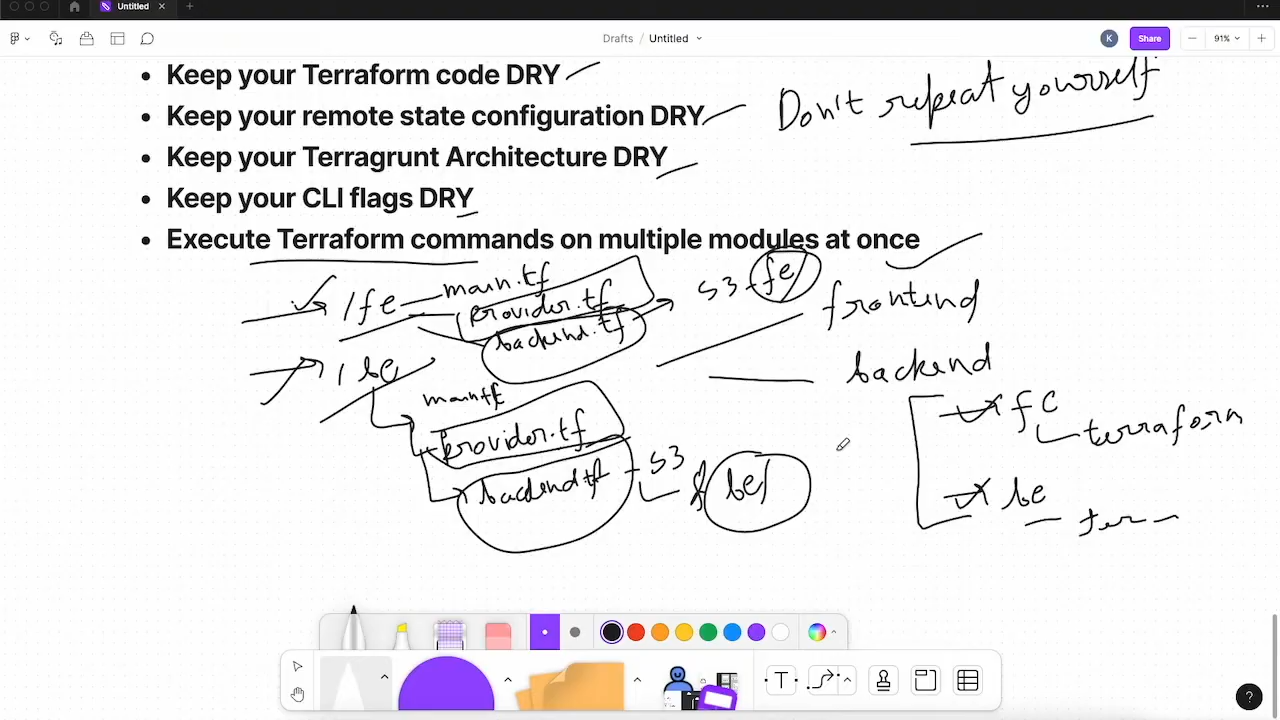 Untitled
Drafts / Untitled
K
Share
91%
• Keep your Terraform code DRY
• Keep your remote state configuration DRY
• Keep your Terragrunt Architecture DRY
• Keep your CLI flags DRY
• Execute Terraform commands on multiple modules at once
Don't repeat yourself
/fe
main.tf
provider.tf
backend.tf
s3 - fe/
frontend
backend
/be
main.tf
provider.tf
backend.tf - s3
be/
fe
terraform
be
ter
T
?